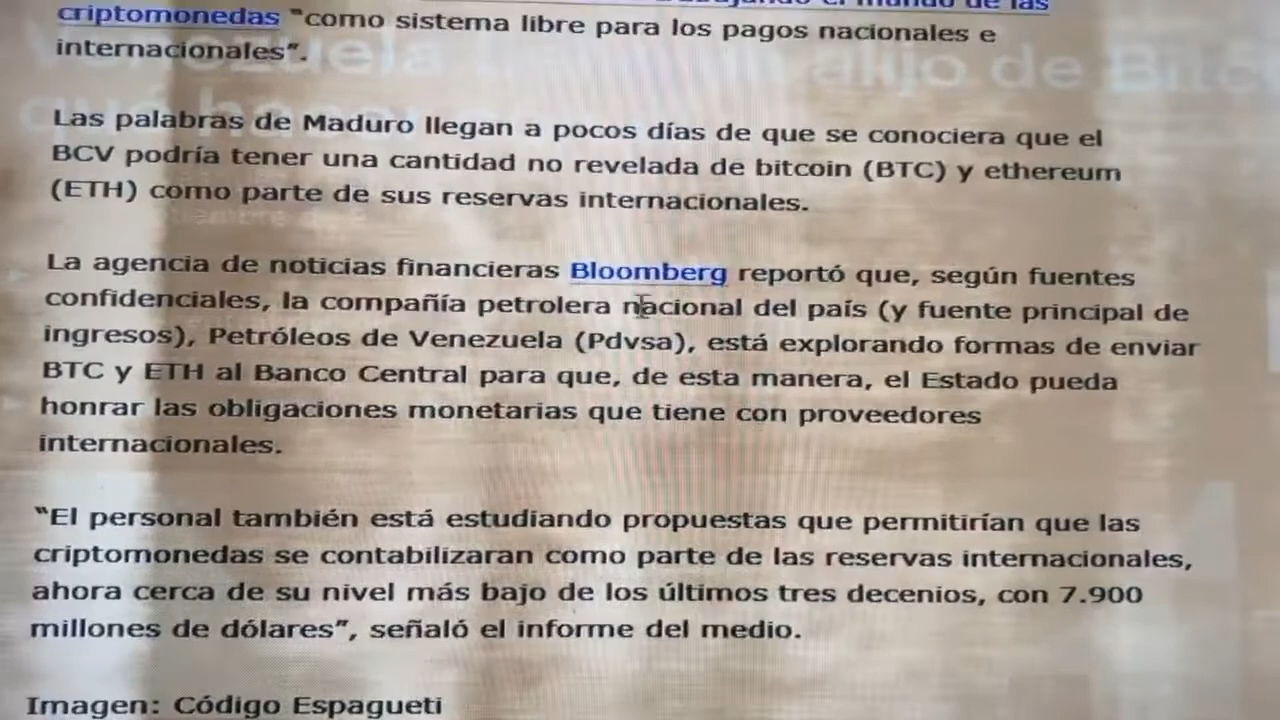 criptomonedas "como sistema libre para los pagos nacionales e
internacionales".
Las palabras de Maduro llegan a pocos días de que se conociera que el
BCV podría tener una cantidad no revelada de bitcoin (BTC) y ethereum
(ETH) como parte de sus reservas internacionales.
La agencia de noticias financieras Bloomberg reportó que, según fuentes
confidenciales, la compañía petrolera nacional del país (y fuente principal de
ingresos), Petróleos de Venezuela (Pdvsa), está explorando formas de enviar
BTC y ETH al Banco Central para que, de esta manera, el Estado pueda
honrar las obligaciones monetarias que tiene con proveedores
internacionales.
"El personal también está estudiando propuestas que permitirían que las
criptomonedas se contabilizaran como parte de las reservas internacionales,
ahora cerca de su nivel más bajo de los últimos tres decenios, con 7.900
millones de dólares", señaló el informe del medio.
Imagen: Código Espagueti